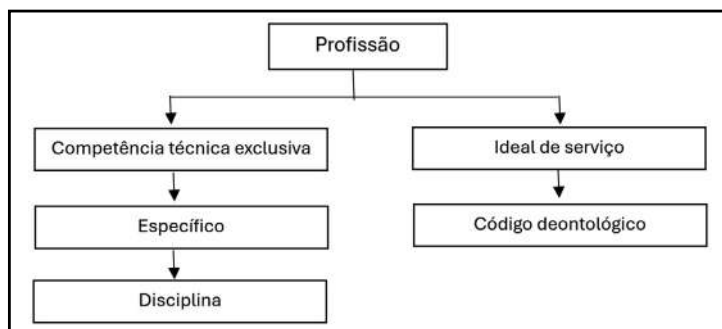 Profissão
Competência técnica exclusiva
Ideal de serviço
Específico
Código deontológico
Disciplina